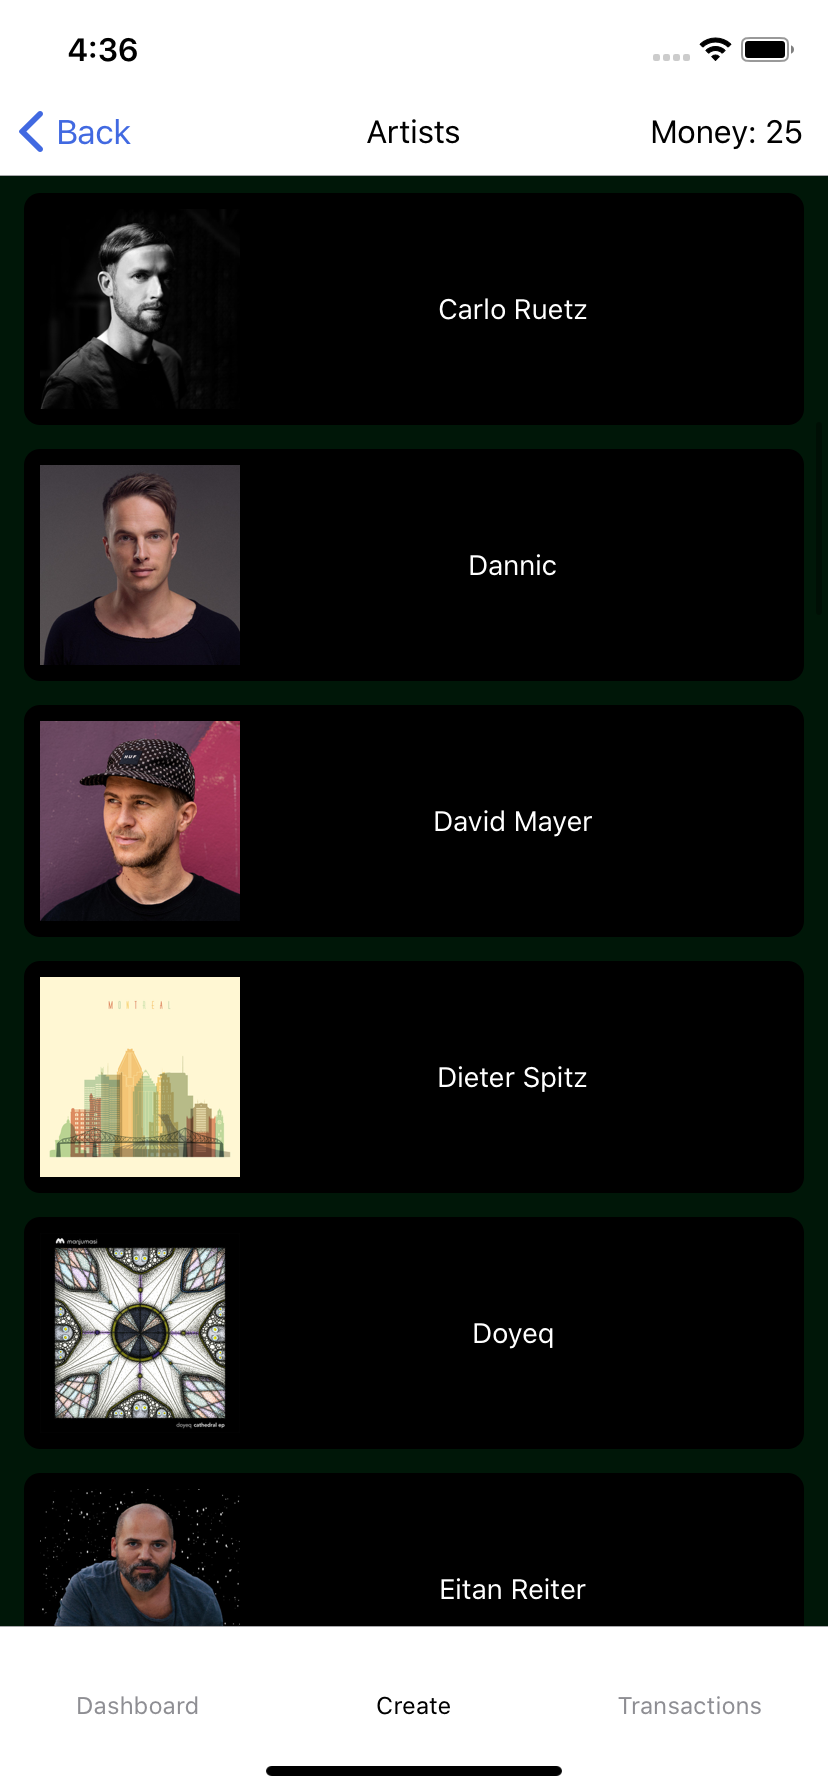 4:36
Back
Artists
Money: 25
Carlo Ruetz
Dannic
HUF
David Mayer
MONTREAL
Dieter Spitz
manjumasi
Doyeq
doyeq cathedral ep
Eitan Reiter
Dashboard
Create
Transactions